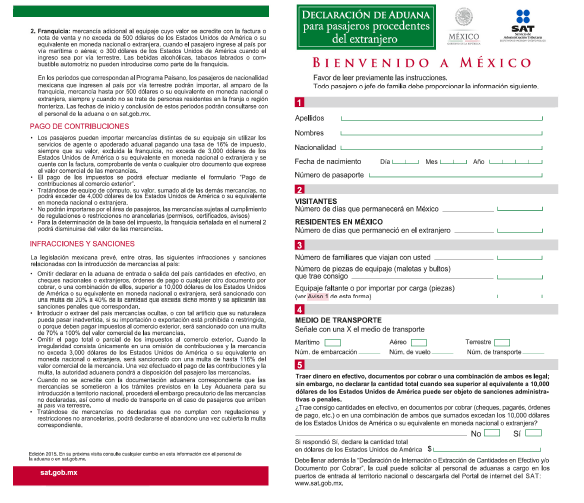 2. Franquicia: mercancía adicional al equipaje cuyo valor se acredite con la factura o
nota de venta y no exceda de 500 dólares de los Estados Unidos de América o su
equivalente en moneda nacional o extranjera, cuando el pasajero ingrese al país por
vía marítima o aérea; o 300 dólares de los Estados Unidos de América cuando el
ingreso sea por vía terrestre. Las bebidas alcohólicas, tabacos labrados o com-
bustible automotriz no pueden introducirse como parte de la franquicia.
En los periodos que correspondan al Programa Paisano, los pasajeros de nacionalidad
mexicana que ingresen al país por vía terrestre podrán importar, al amparo de la
franquicia, mercancía hasta por 500 dólares o su equivalente en moneda nacional o
extranjera, siempre y cuando no se trate de personas residentes en la franja o región
fronteriza. Las fechas de inicio y conclusión de estos periodos podrán consultarse con
el personal de la aduana o en sat.gob.mx.
PAGO DE CONTRIBUCIONES
• Los pasajeros pueden importar mercancías distintas de su equipaje sin utilizar los
servicios de agente o apoderado aduanal pagando una tasa de 16% de impuesto,
siempre que su valor, excluida la franquicia, no exceda de 3,000 dólares de los
Estados Unidos de América o su equivalente en moneda nacional o extranjera y se
cuente con la factura, comprobante de venta o cualquier otro documento que exprese
el valor comercial de las mercancías.
• El pago de los impuestos se podrá efectuar mediante el formulario "Pago de
contribuciones al comercio exterior".
• Tratándose de equipo de cómputo, su valor, sumado al de las demás mercancías, no
podrá exceder de 4,000 dólares de los Estados Unidos de América o su equivalente
en moneda nacional o extranjera.
• No podrán importarse por el área de pasajeros, las mercancías sujetas al cumplimiento
de regulaciones o restricciones no arancelarias (permisos, certificados, avisos)
• Para la determinación de la base del impuesto, la franquicia señalada en el numeral 2
podrá disminuirse del valor de las mercancías.
INFRACCIONES Y SANCIONES
La legislación mexicana prevé, entre otras, las siguientes infracciones y sanciones
relacionadas con la introducción de mercancías al país:
• Omitir declarar en la aduana de entrada o salida del país cantidades en efectivo, en
cheques nacionales o extranjeros, órdenes de pago o cualquier otro documento por
cobrar, o una combinación de ellos, superior a 10,000 dólares de los Estados Unidos
de América o su equivalente en moneda nacional o extranjera, será sancionado con
una multa de 20% a 40% de la cantidad que exceda dicho monto y se aplicarán las
sanciones penales que correspondan.
• Introducir o extraer del país mercancías ocultas, o con tal artificio que su naturaleza
pueda pasar inadvertida, si su importación o exportación está prohibida o restringida,
o porque deban pagar impuestos al comercio exterior, será sancionado con una multa
de 70% a 100% del valor comercial de las mercancías.
• Omitir el pago total o parcial de los impuestos al comercio exterior. Cuando la
irregularidad consista únicamente en una omisión de contribuciones y la mercancía
no exceda 3,000 dólares de los Estados Unidos de América o su equivalente en
moneda nacional o extranjera, será sancionado con una multa de hasta 116% del
valor comercial de la mercancía. Una vez efectuado el pago de las contribuciones y la
multa, la autoridad aduanera pondrá a disposición del pasajero las mercancías.
• Cuando no se acredite con la documentación aduanera correspondiente que las
mercancías se sometieron a los trámites previstos en la Ley Aduanera para su
introducción a territorio nacional, procederá el embargo precautorio de las mercancías
no declaradas, así como el medio de transporte en el caso de pasajeros que arriben
al país vía terrestre.
• Tratándose de mercancías no declaradas que no cumplan con regulaciones y
restricciones no arancelarias, podrá declararse el abandono una vez cubierta la multa
correspondiente.
Edición 2015. En su próxima visita consulte cualquier cambio en esta información con el personal de
la aduana o en sat.gob.mx.
sat.gob.mx
DECLARACIÓN DE ADUANA
para pasajeros procedentes
del extranjero
MÉXICO
SAT
Servicio de
Administración Tributaria
BIENVENIDO A MÉXICO
Favor de leer previamente las instrucciones.
Todo pasajero o jefe de familia debe proporcionar la información siguiente.
1
Apellidos
Nombres
Nacionalidad
Fecha de nacimiento Día Mes Año
Número de pasaporte
2
VISITANTES
Número de días que permanecerá en México
RESIDENTES EN MÉXICO
Número de días que permaneció en el extranjero
3
Número de familiares que viajan con usted
Número de piezas de equipaje (maletas y bultos)
que trae consigo
Equipaje faltante o por importar por carga (piezas)
(ver Aviso 1 de esta forma)
4
MEDIO DE TRANSPORTE
Señale con una X el medio de transporte
Marítimo Aéreo Terrestre
Núm. de embarcación Núm. de vuelo Núm. de transporte
5
Traer dinero en efectivo, documentos por cobrar o una combinación de ambos es legal;
sin embargo, no declarar la cantidad total cuando sea superior al equivalente a 10,000
dólares de los Estados Unidos de América puede ser objeto de sanciones administra-
tivas o penales.
¿Trae consigo cantidades en efectivo, en documentos por cobrar (cheques, pagarés, órdenes
de pago, etc.) o en una combinación de ambos que sumados excedan los 10,000 dólares
de los Estados Unidos de América o su equivalente en moneda nacional o extranjera?
No Sí
Si respondió Sí, declare la cantidad total
en dólares de los Estados Unidos de América $
Debe llenar además la "Declaración de Internación o Extracción de Cantidades en Efectivo y/o
Documento por Cobrar", la cual puede solicitar al personal de aduanas a cargo en los
puertos de entrada al territorio nacional o descargarla del Portal de internet del SAT:
www.sat.gob.mx.